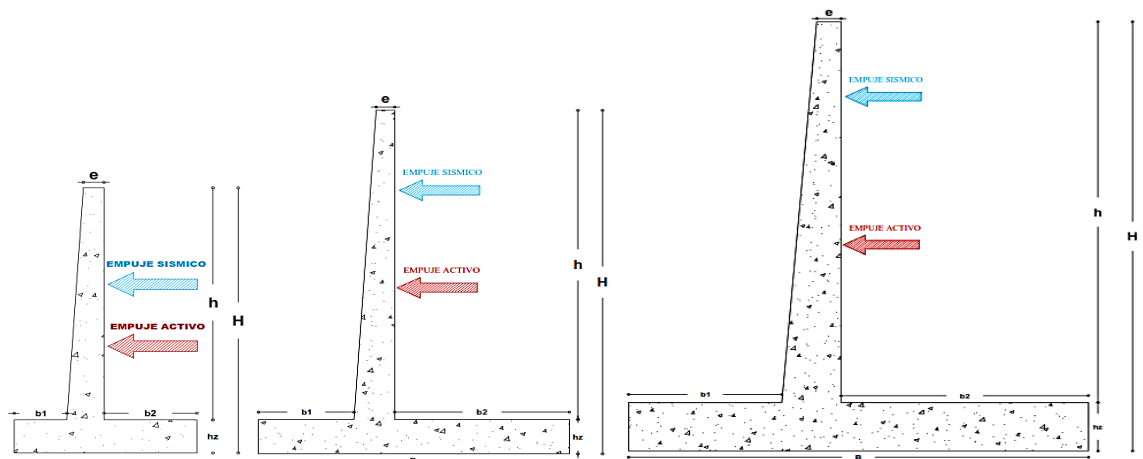 e
EMPUJE SISMICO
EMPUJE ACTIVO
h
H
b1
b2
hz
e
EMPUJE SISMICO
EMPUJE ACTIVO
h
H
b1
b2
hz
e
EMPUJE SISMICO
EMPUJE ACTIVO
h
H
b1
b2
hz
B